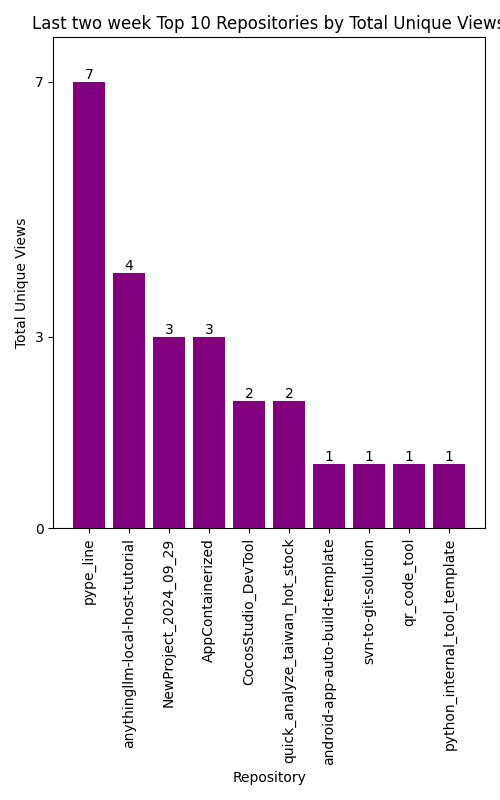 Last two week Top 10 Repositories by Total Unique Views
Total Unique Views
7
3
0
7
4
3
3
2
2
1
1
1
1
pype_line
anythingllm-local-host-tutorial
NewProject_2024_09_29
AppContainerized
CocosStudio_DevTool
quick_analyze_taiwan_hot_stock
android-app-auto-build-template
svn-to-git-solution
qr_code_tool
python_internal_tool_template
Repository